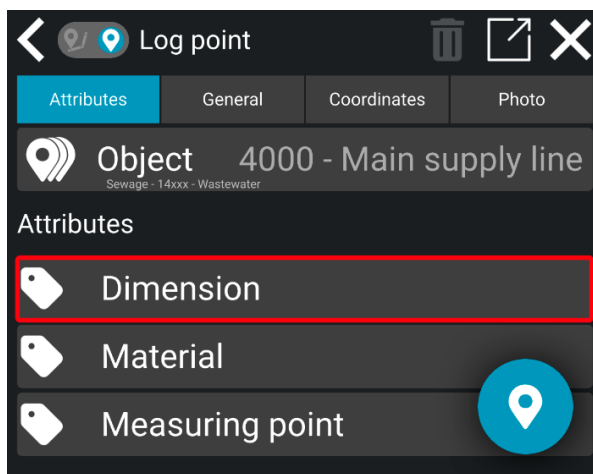 Log point
Attributes General Coordinates Photo
Object 4000 - Main supply line
Sewage - 14xxx - Wastewater
Attributes
Dimension
Material
Measuring point